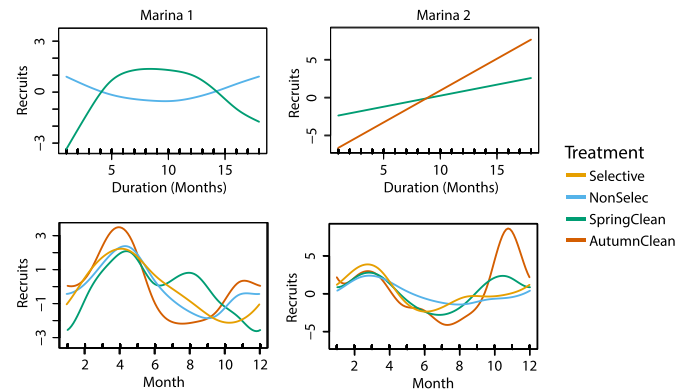 Marina 1
Marina 2
Recruits
3
0
−3
5 10 15
Duration (Months)
Recruits
5
0
−5
5 10 15
Duration (Months)
Treatment
Selective
NonSelec
SpringClean
AutumnClean
Recruits
3
1
−1
−3
2 4 6 8 10 12
Month
Recruits
5
0
−5
2 4 6 8 10 12
Month